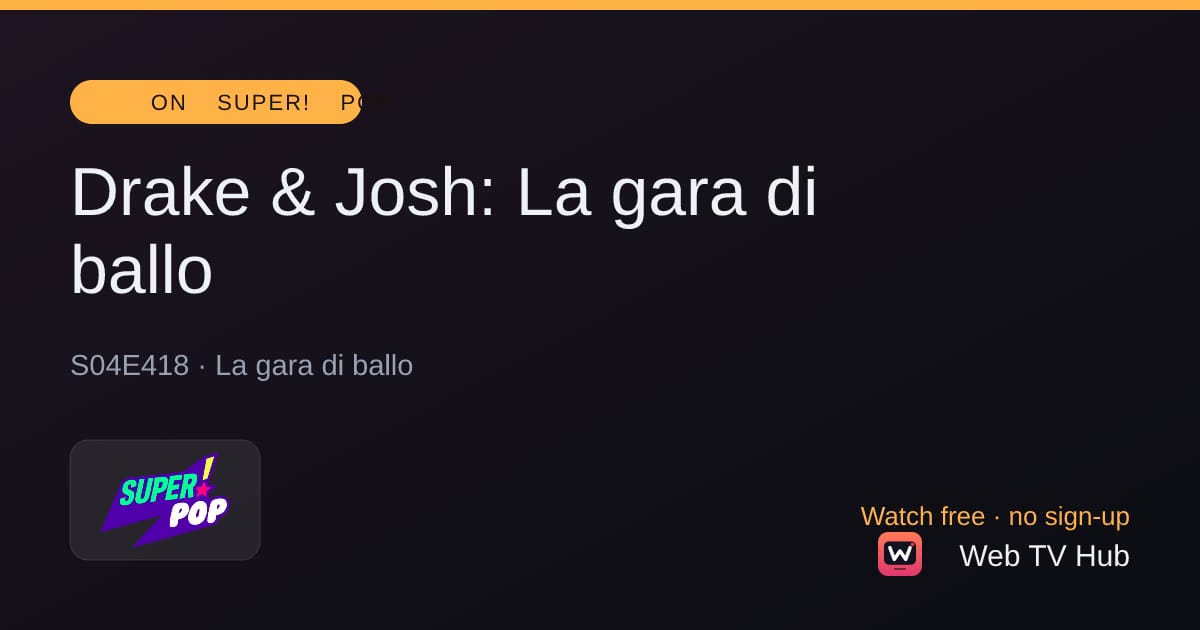 ON SUPER! POP
Drake & Josh: La gara di
ballo
S04E418 · La gara di ballo
SUPER!
POP
Watch free · no sign-up
W Web TV Hub